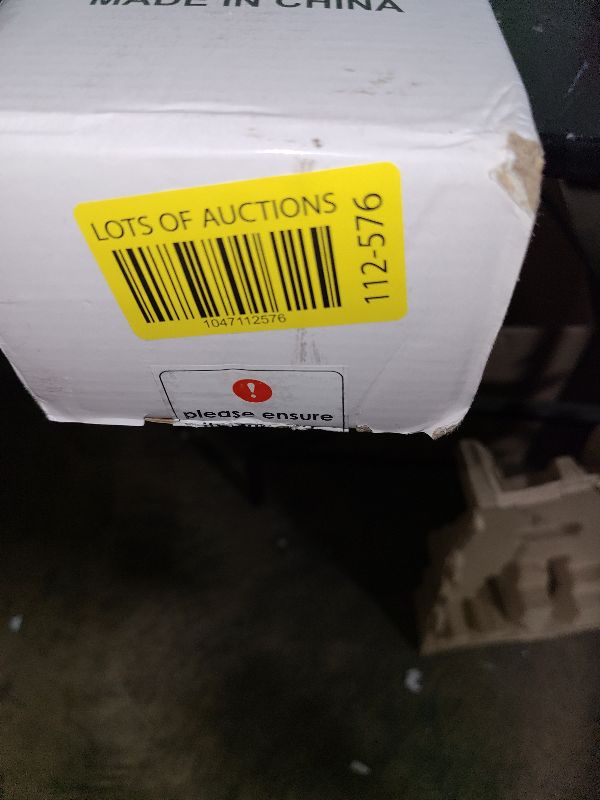 MADE IN CHINA
LOTS OF AUCTIONS
112-576
1047112576
please ensure